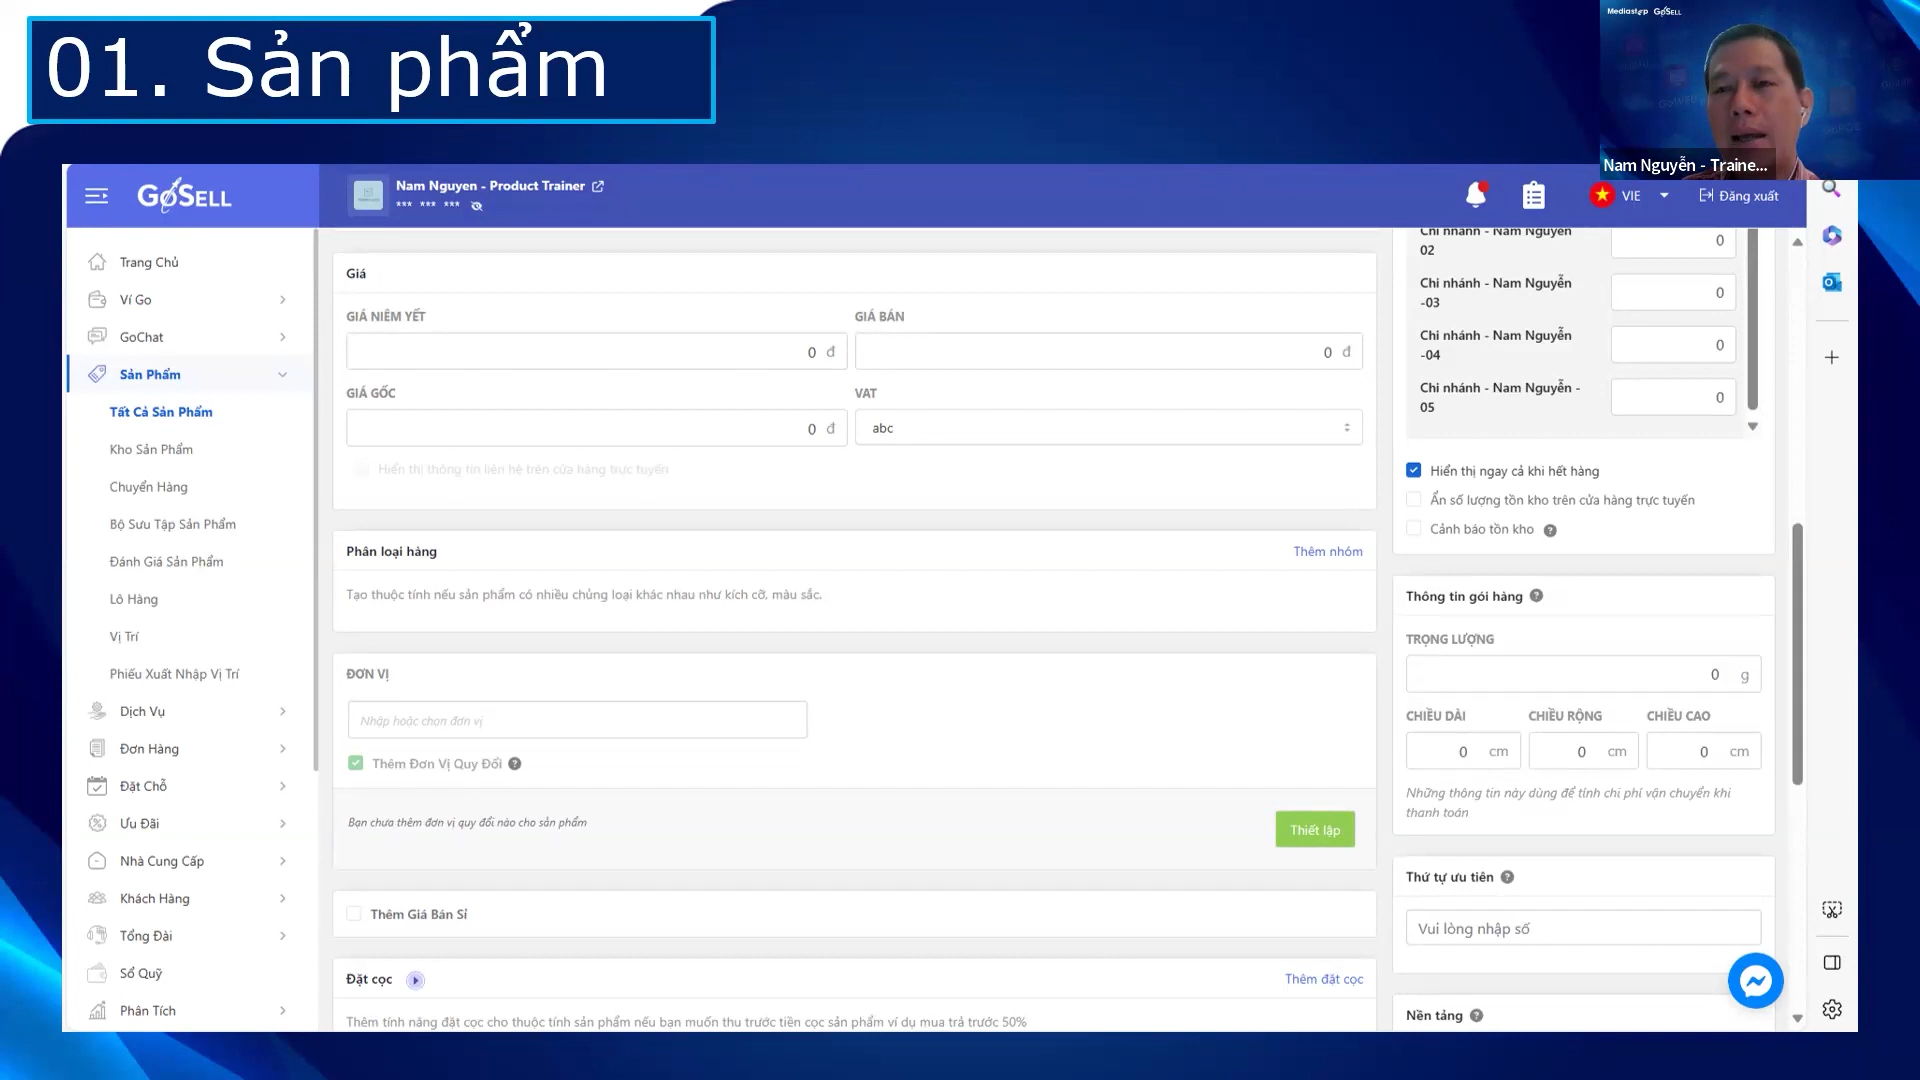 01. Sản phẩm
Mediastep GoSELL
Nam Nguyễn - Traine...
GoSELL
Nam Nguyen - Product Trainer
*** *** ***
VIE
Đăng xuất
Trang Chủ
Ví Go
GoChat
Sản Phẩm
Tất Cả Sản Phẩm
Kho Sản Phẩm
Chuyển Hàng
Bộ Sưu Tập Sản Phẩm
Đánh Giá Sản Phẩm
Lô Hàng
Vị Trí
Phiếu Xuất Nhập Vị Trí
Dịch Vụ
Đơn Hàng
Đặt Chỗ
Ưu Đãi
Nhà Cung Cấp
Khách Hàng
Tổng Đài
Sổ Quỹ
Phân Tích
Giá
GIÁ NIÊM YẾT
0 đ
GIÁ BÁN
0 đ
GIÁ GỐC
0 đ
VAT
abc
Hiển thị thông tin liên hệ trên cửa hàng trực tuyến
Phân loại hàng
Thêm nhóm
Tạo thuộc tính nếu sản phẩm có nhiều chủng loại khác nhau như kích cỡ, màu sắc.
ĐƠN VỊ
Nhập hoặc chọn đơn vị
Thêm Đơn Vị Quy Đổi
Bạn chưa thêm đơn vị quy đổi nào cho sản phẩm
Thiết lập
Thêm Giá Bán Sỉ
Đặt cọc
Thêm đặt cọc
Thêm tính năng đặt cọc cho thuộc tính sản phẩm nếu bạn muốn thu trước tiền cọc sản phẩm ví dụ mua trả trước 50%
Chi nhánh - Nam Nguyễn
02
0
Chi nhánh - Nam Nguyễn
-03
0
Chi nhánh - Nam Nguyễn
-04
0
Chi nhánh - Nam Nguyễn -
05
0
Hiển thị ngay cả khi hết hàng
Ẩn số lượng tồn kho trên cửa hàng trực tuyến
Cảnh báo tồn kho
Thông tin gói hàng
TRỌNG LƯỢNG
0 g
CHIỀU DÀI CHIỀU RỘNG CHIỀU CAO
0 cm 0 cm 0 cm
Những thông tin này dùng để tính chi phí vận chuyển khi
thanh toán
Thứ tự ưu tiên
Vui lòng nhập số
Nền tảng